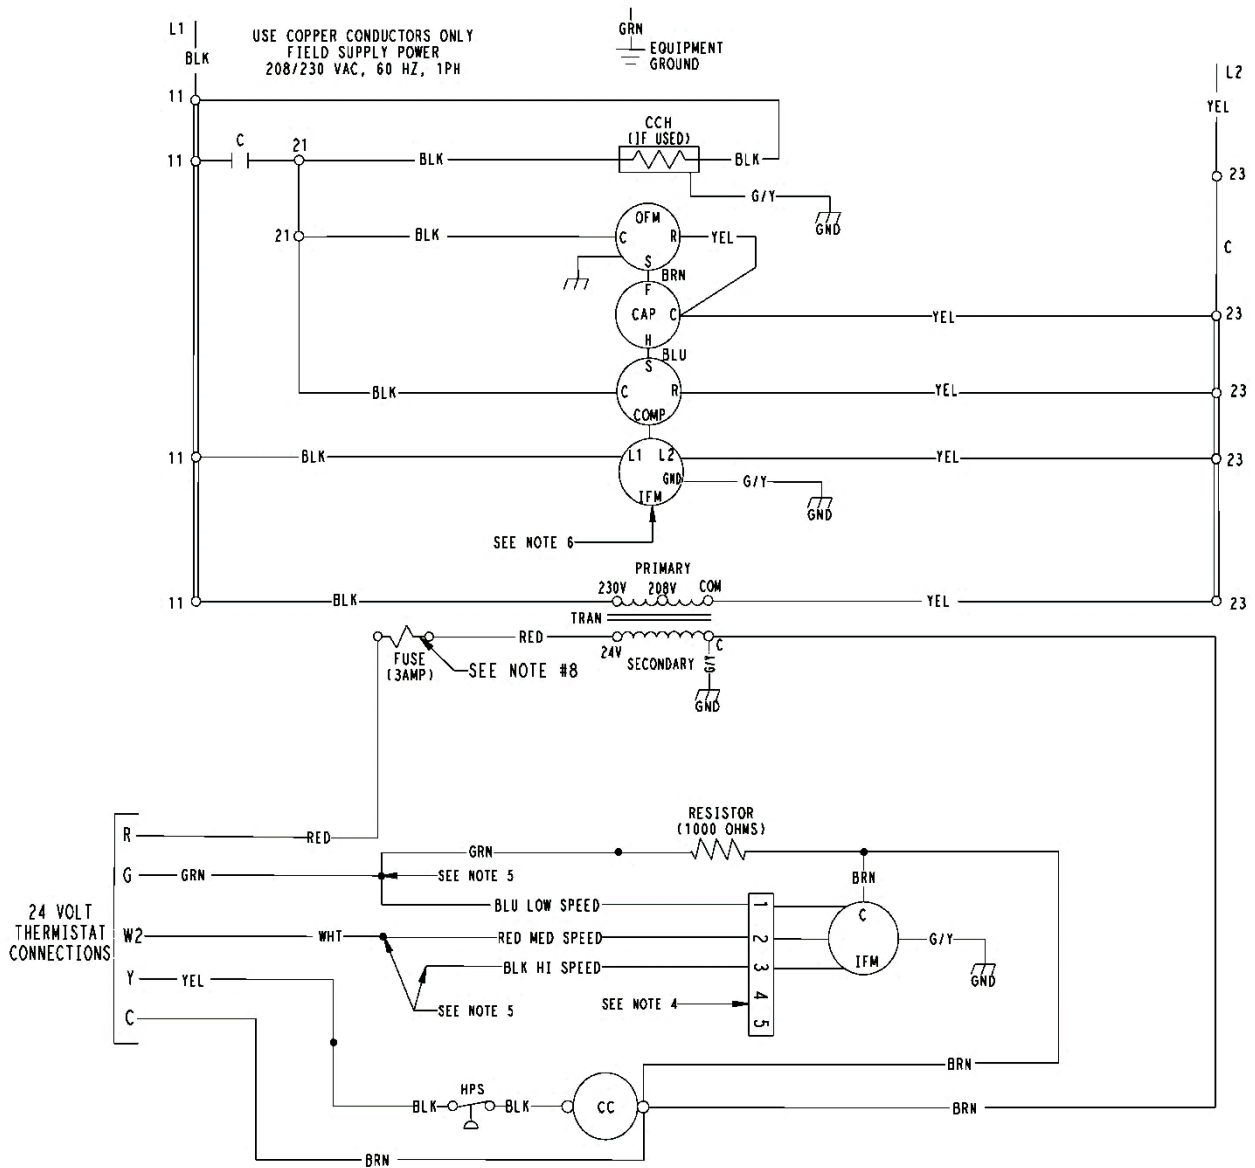 L1
BLK
USE COPPER CONDUCTORS ONLY
FIELD SUPPLY POWER
208/230 VAC, 60 HZ, 1PH
GRN
EQUIPMENT
GROUND
L2
YEL
11
CCH
(IF USED)
C
11
21
BLK
BLK
23
G/Y
GND
OFM
21
BLK
C
R
YEL
S
BRN
C
F
CAP
C
YEL
23
H
BLU
S
BLK
C
R
YEL
23
COMP
11
BLK
L1
L2
YEL
23
GND
G/Y
IFM
GND
SEE NOTE 6
PRIMARY
230V
208V
COM
11
BLK
YEL
23
TRAN
RED
24V
SECONDARY
C
G/Y
GND
FUSE
(3AMP)
SEE NOTE #8
RESISTOR
(1000 OHMS)
R
RED
GRN
G
GRN
SEE NOTE 5
BRN
BLU LOW SPEED
1
C
24 VOLT
THERMISTAT
CONNECTIONS
W2
WHT
RED MED SPEED
2
G/Y
IFM
GND
BLK HI SPEED
3
Y
YEL
SEE NOTE 4
4
SEE NOTE 5
5
C
BRN
HPS
BLK
BLK
CC
BRN
BRN